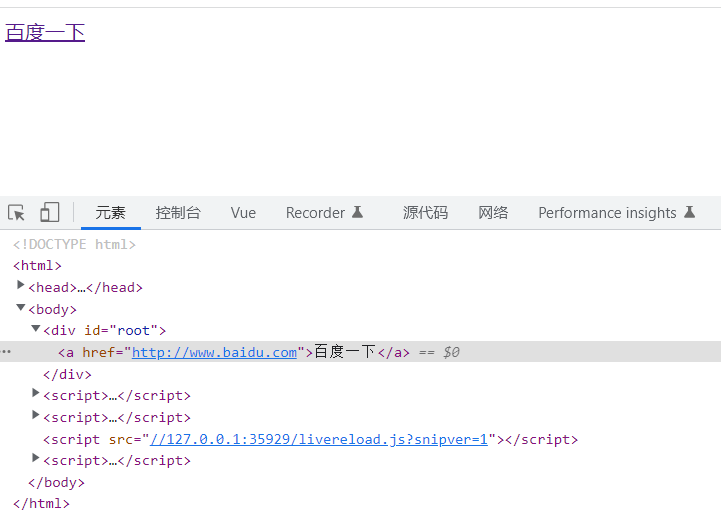 百度一下
元素 控制台 Vue Recorder 源代码 网络 Performance insights
<!DOCTYPE html>
<html>
<head>…</head>
<body>
<div id="root">
<a href="http://www.baidu.com">百度一下</a> == $0
</div>
<script>…</script>
<script>…</script>
<script src="//127.0.0.1:35929/livereload.js?snipver=1"></script>
<script>…</script>
</body>
</html>